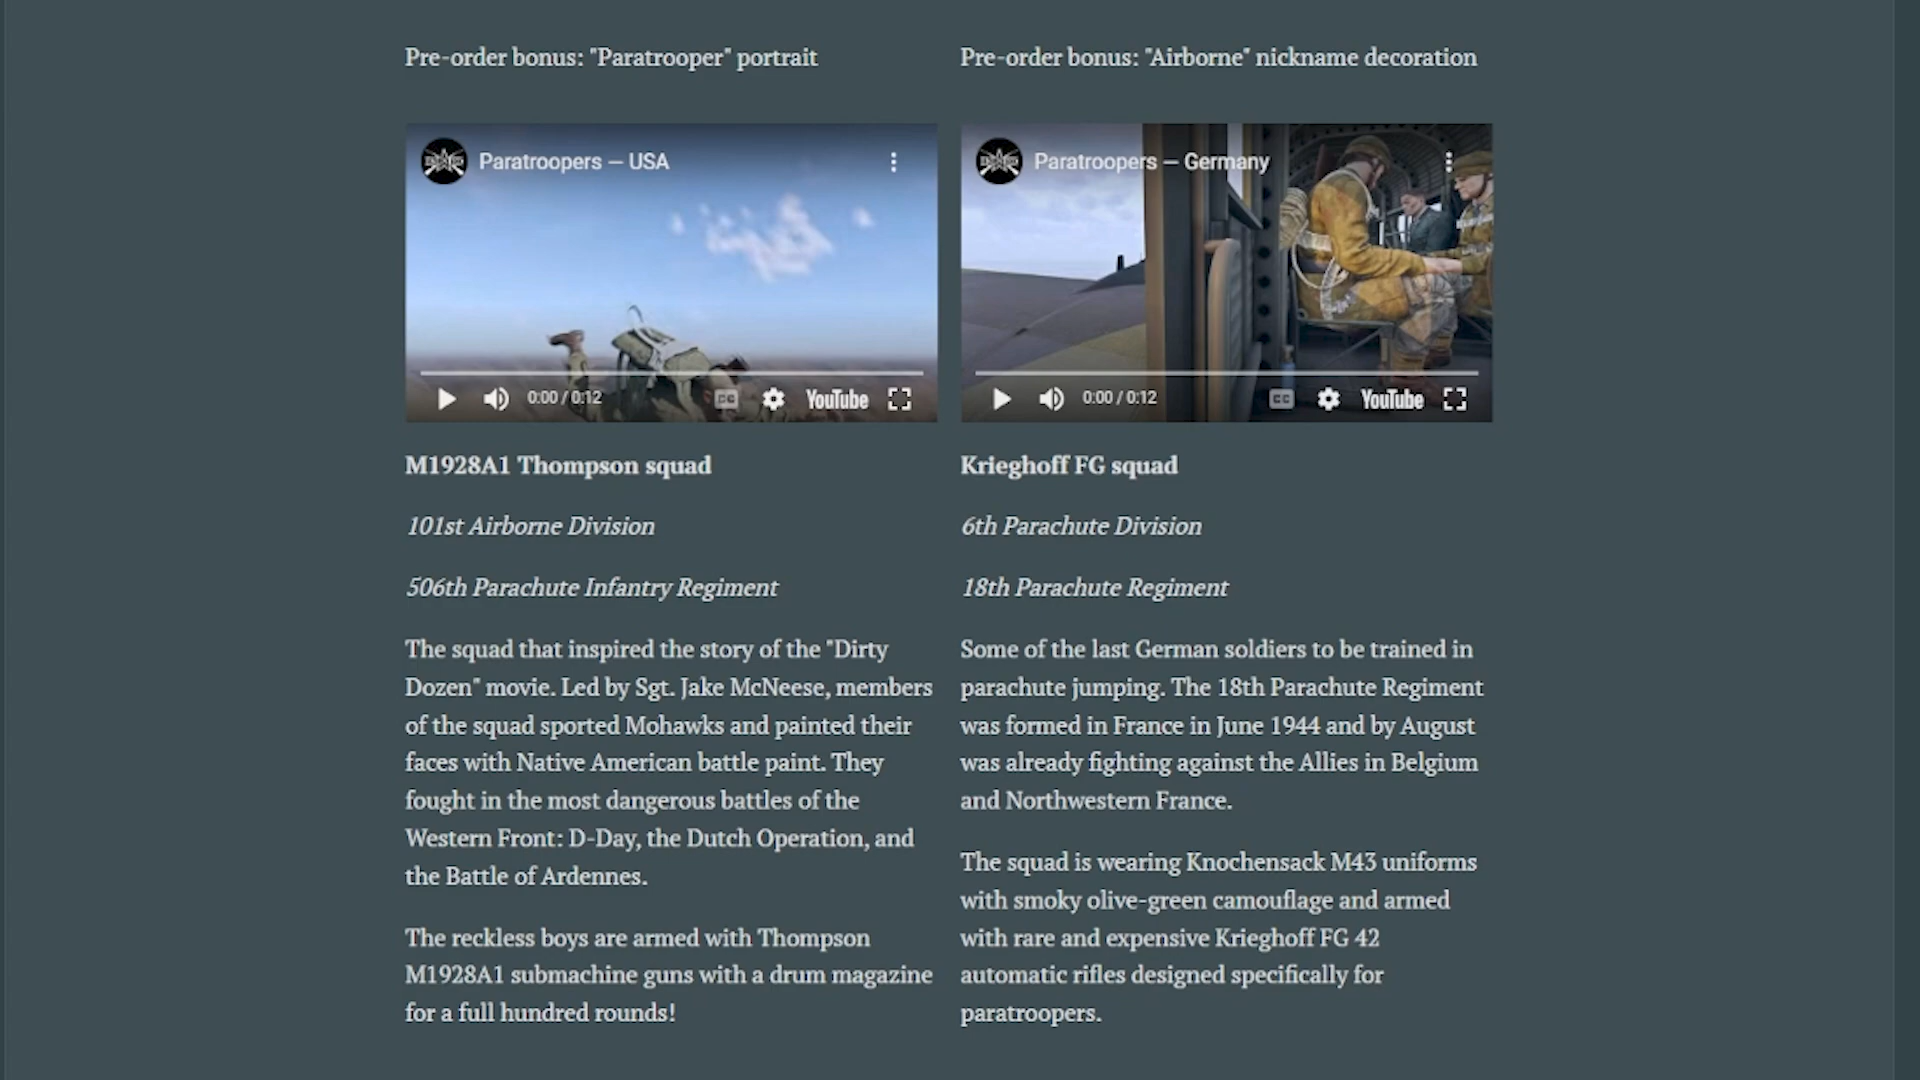 Pre-order bonus: "Paratrooper" portrait
Paratroopers — USA
0:00 / 0:12
CC
YouTube
M1928A1 Thompson squad
101st Airborne Division
506th Parachute Infantry Regiment
The squad that inspired the story of the "Dirty
Dozen" movie. Led by Sgt. Jake McNeese, members
of the squad sported Mohawks and painted their
faces with Native American battle paint. They
fought in the most dangerous battles of the
Western Front: D-Day, the Dutch Operation, and
the Battle of Ardennes.
The reckless boys are armed with Thompson
M1928A1 submachine guns with a drum magazine
for a full hundred rounds!
Pre-order bonus: "Airborne" nickname decoration
Paratroopers — Germany
0:00 / 0:12
CC
YouTube
Krieghoff FG squad
6th Parachute Division
18th Parachute Regiment
Some of the last German soldiers to be trained in
parachute jumping. The 18th Parachute Regiment
was formed in France in June 1944 and by August
was already fighting against the Allies in Belgium
and Northwestern France.
The squad is wearing Knochensack M43 uniforms
with smoky olive-green camouflage and armed
with rare and expensive Krieghoff FG 42
automatic rifles designed specifically for
paratroopers.